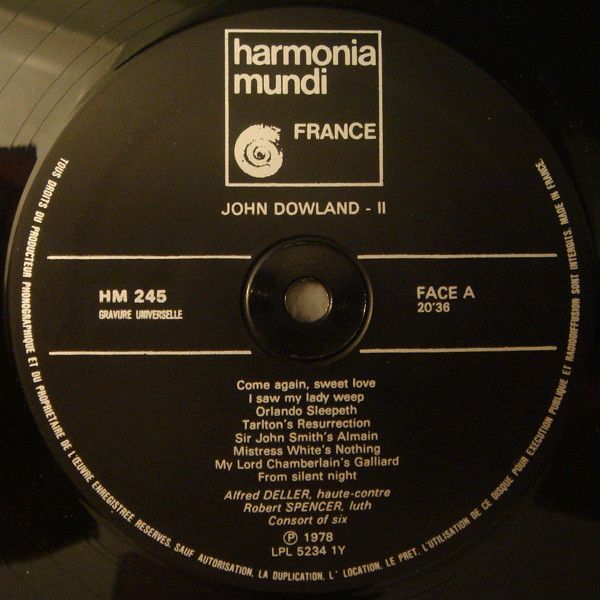 harmonia
mundi
FRANCE
JOHN DOWLAND - II
HM 245
GRAVURE UNIVERSELLE
FACE A
20'36
Come again, sweet love
I saw my lady weep
Orlando Sleepeth
Tarlton's Resurrection
Sir John Smith's Almain
Mistress White's Nothing
My Lord Chamberlain's Galliard
From silent night
Alfred DELLER, haute-contre
Robert SPENCER, luth
Consort of six
℗ 1978
LPL 5234 1Y
TOUS DROITS DU PRODUCTEUR PHONOGRAPHIQUE ET DU PROPRIETAIRE DE L'ŒUVRE ENREGISTREE RESERVES. SAUF AUTORISATION. LA DUPLICATION. L' LOCATION. LE PRET. L'UTILISATION DE CE DISQUE POUR EXECUTION PUBLIQUE ET RADIODIFFUSION SONT INTERDITS. MADE IN FRANCE.